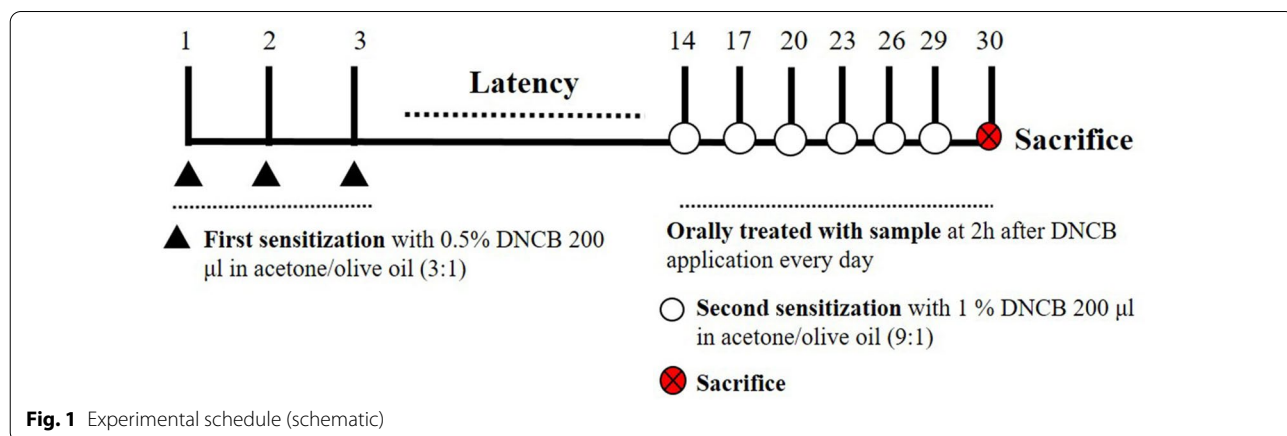 1 2 3 14 17 20 23 26 29 30
Latency
Sacrifice
First sensitization with 0.5% DNCB 200
µl in acetone/olive oil (3:1)
Orally treated with sample at 2h after DNCB
application every day
Second sensitization with 1 % DNCB 200 µl
in acetone/olive oil (9:1)
Sacrifice
Fig. 1 Experimental schedule (schematic)